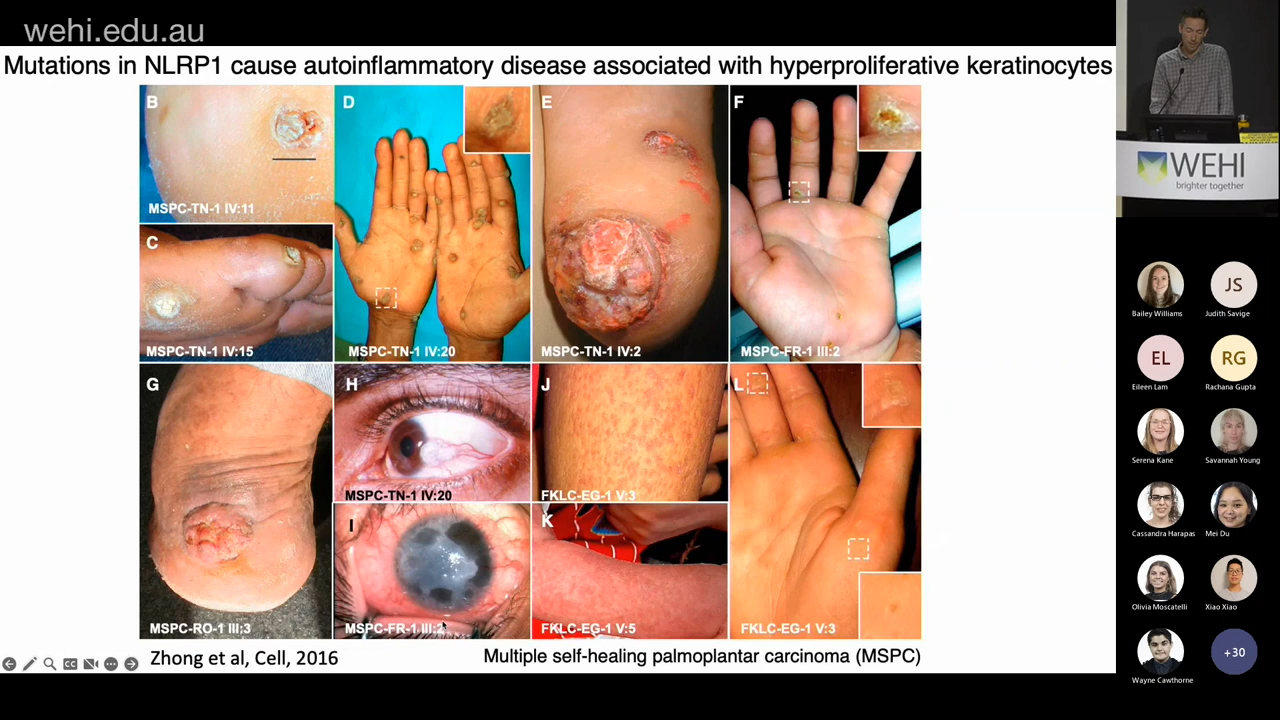 wehi.edu.au
Mutations in NLRP1 cause autoinflammatory disease associated with hyperproliferative keratinocytes
B
MSPC-TN-1 IV:11
C
MSPC-TN-1 IV:15
D
MSPC-TN-1 IV:20
E
MSPC-TN-1 IV:2
F
MSPC-FR-1 III:2
G
MSPC-RO-1 III:3
H
MSPC-TN-1 IV:20
I
MSPC-FR-1 III:2
J
FKLC-EG-1 V:3
K
FKLC-EG-1 V:5
L
FKLC-EG-1 V:3
Zhong et al, Cell, 2016
Multiple self-healing palmoplantar carcinoma (MSPC)
WEHI
brighter together
Bailey Williams
JS
Judith Savige
EL
Eileen Lam
RG
Rachana Gupta
Serena Kane
Savannah Young
Cassandra Harapas
Mei Du
Olivia Moscatelli
Xiao Xiao
Wayne Cawthorne
+30